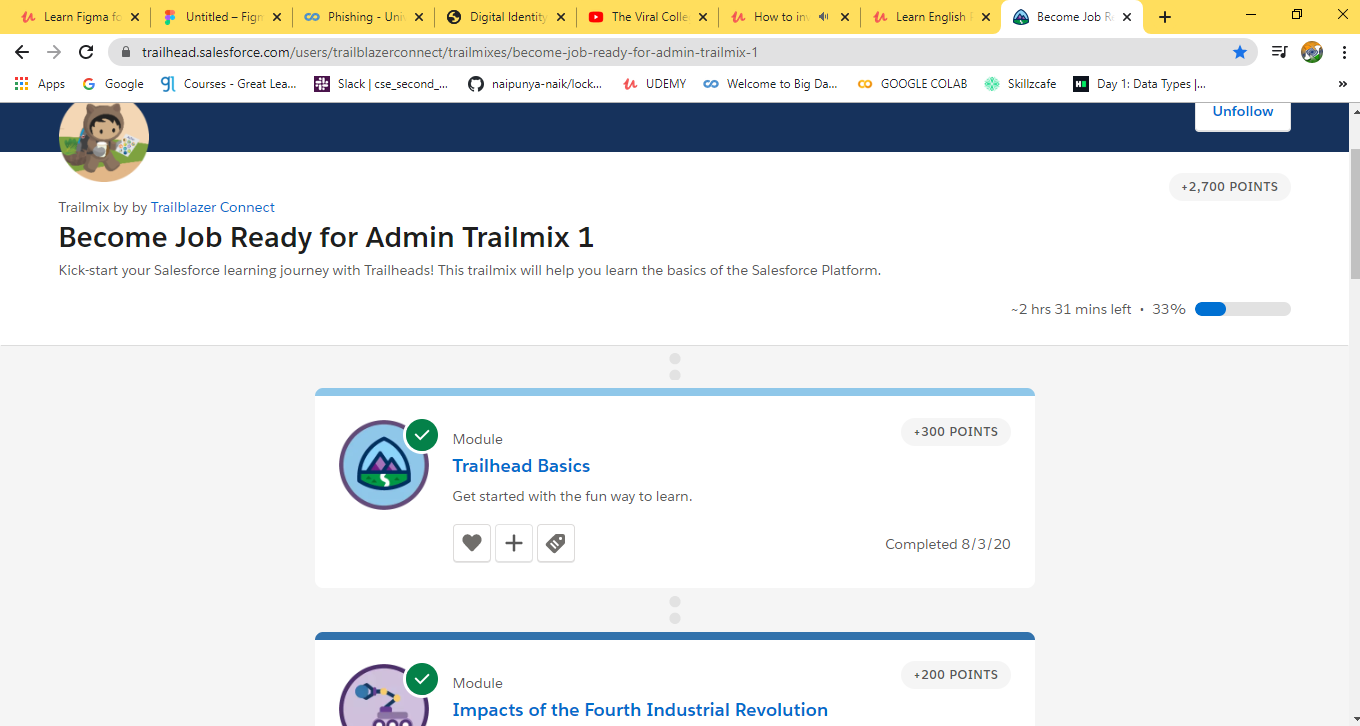 Learn Figma fo
Untitled – Figm
Phishing - Univ
Digital Identity
The Viral Colle
How to inv
Learn English F
Become Job R
trailhead.salesforce.com/users/trailblazerconnect/trailmixes/become-job-ready-for-admin-trailmix-1
Apps
Google
Courses - Great Lea...
Slack | cse_second_...
naipunya-naik/lock...
UDEMY
Welcome to Big Da...
GOOGLE COLAB
Skillzcafe
Day 1: Data Types |...
»
Unfollow
+2,700 POINTS
Trailmix by by Trailblazer Connect
Become Job Ready for Admin Trailmix 1
Kick-start your Salesforce learning journey with Trailheads! This trailmix will help you learn the basics of the Salesforce Platform.
~2 hrs 31 mins left • 33%
+300 POINTS
Module
Trailhead Basics
Get started with the fun way to learn.
Completed 8/3/20
+200 POINTS
Module
Impacts of the Fourth Industrial Revolution